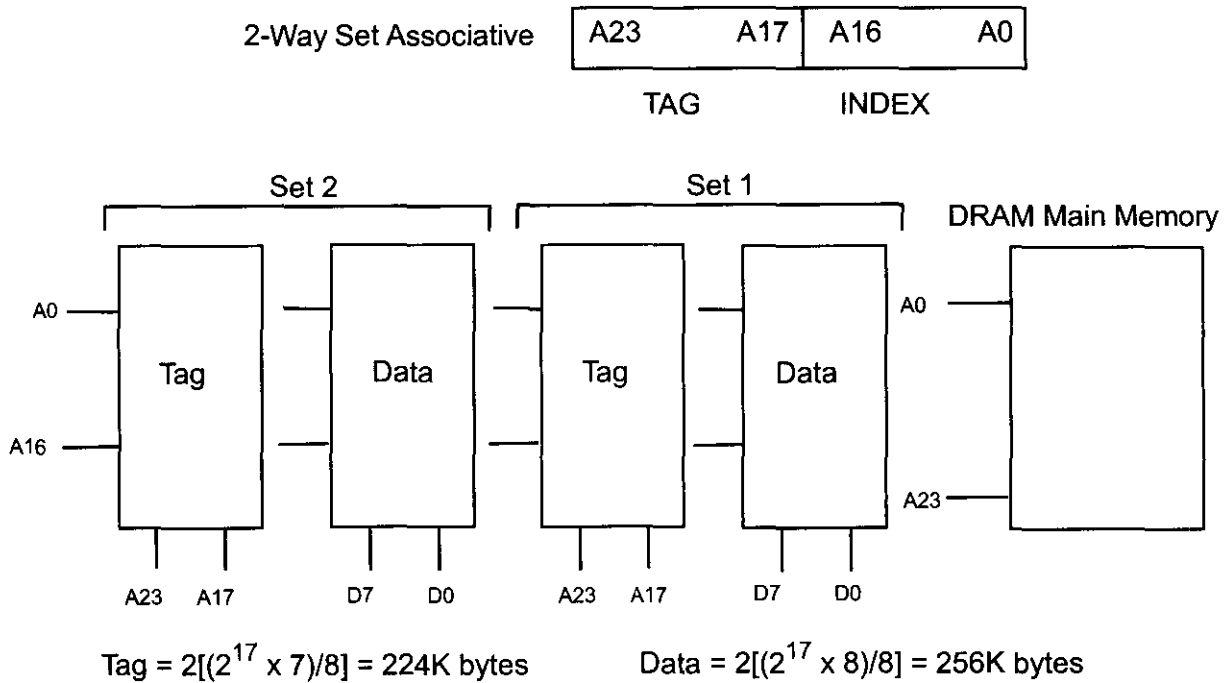 2-Way Set Associative
A23 A17 A16 A0
TAG INDEX
Set 2 Set 1
DRAM Main Memory
A0 A0
Tag Data Tag Data
A16
A23
A23 A17 D7 D0 A23 A17 D7 D0
Tag = 2[(2^17 x 7)/8] = 224K bytes Data = 2[(2^17 x 8)/8] = 256K bytes